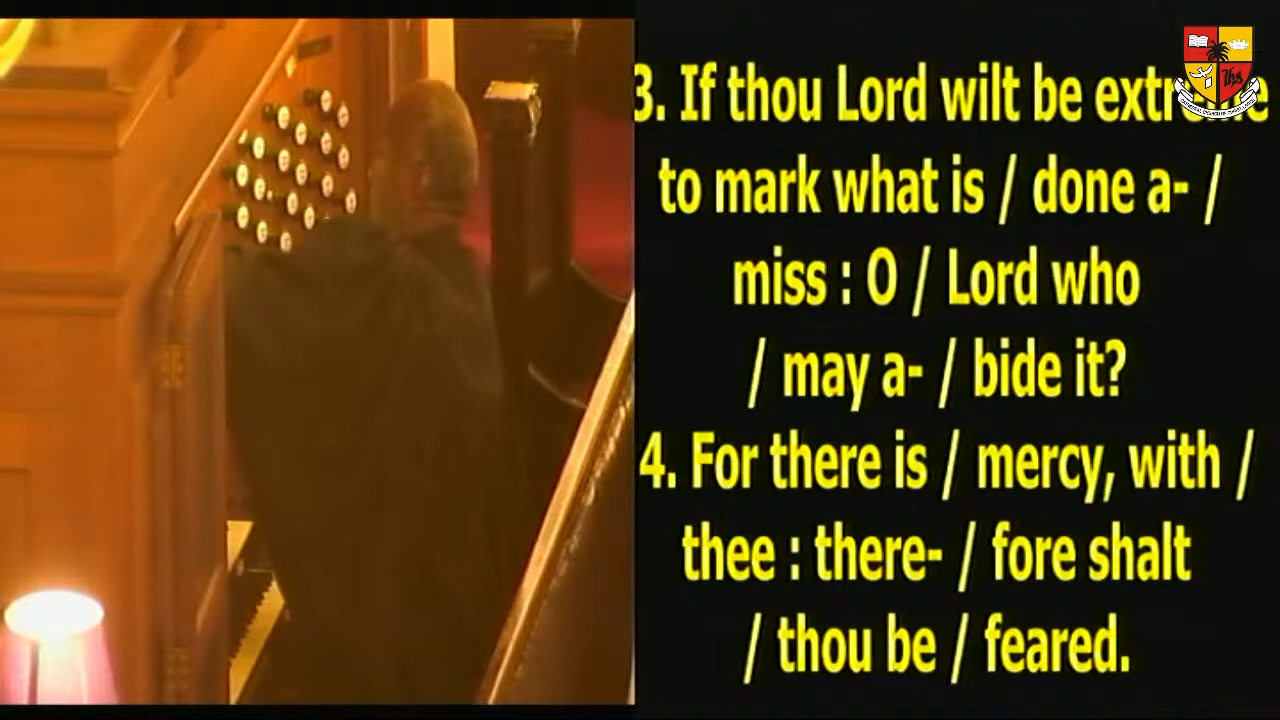 3. If thou Lord wilt be extreme
to mark what is / done a- /
miss : O / Lord who
/ may a- / bide it?
4. For there is / mercy, with /
thee : there- / fore shalt
/ thou be / feared.
Ihs